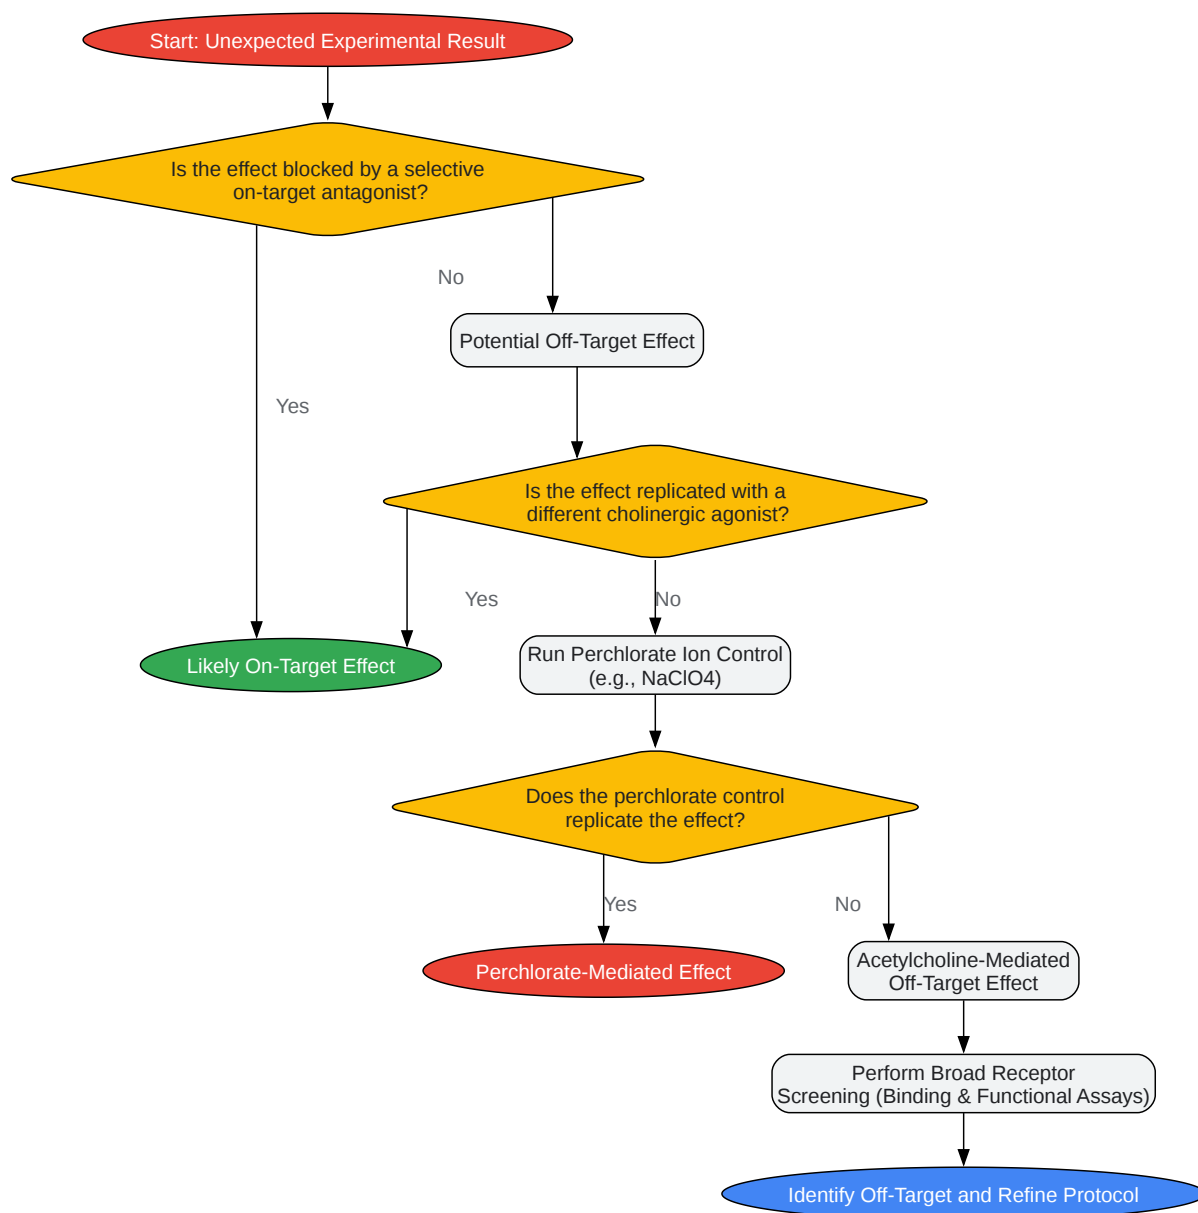 Start: Unexpected Experimental Result
Is the effect blocked by a selective
on-target antagonist?
No
Potential Off-Target Effect
Yes
Is the effect replicated with a
different cholinergic agonist?
Yes
No
Likely On-Target Effect
Run Perchlorate Ion Control
(e.g., NaClO4)
Does the perchlorate control
replicate the effect?
Yes
No
Perchlorate-Mediated Effect
Acetylcholine-Mediated
Off-Target Effect
Perform Broad Receptor
Screening (Binding & Functional Assays)
Identify Off-Target and Refine Protocol